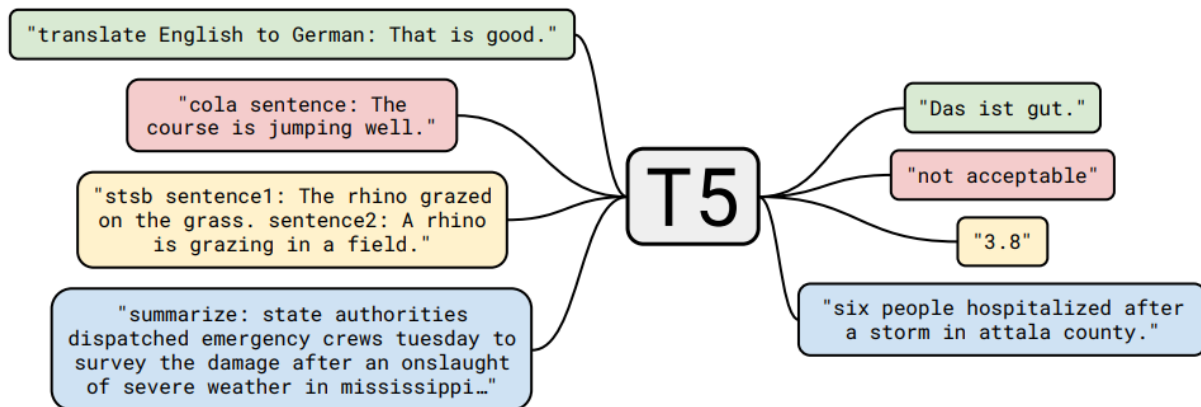 "translate English to German: That is good."
"cola sentence: The
course is jumping well."
"stsb sentence1: The rhino grazed
on the grass. sentence2: A rhino
is grazing in a field."
"summarize: state authorities
dispatched emergency crews tuesday to
survey the damage after an onslaught
of severe weather in mississippi…"
T5
"Das ist gut."
"not acceptable"
"3.8"
"six people hospitalized after
a storm in attala county."